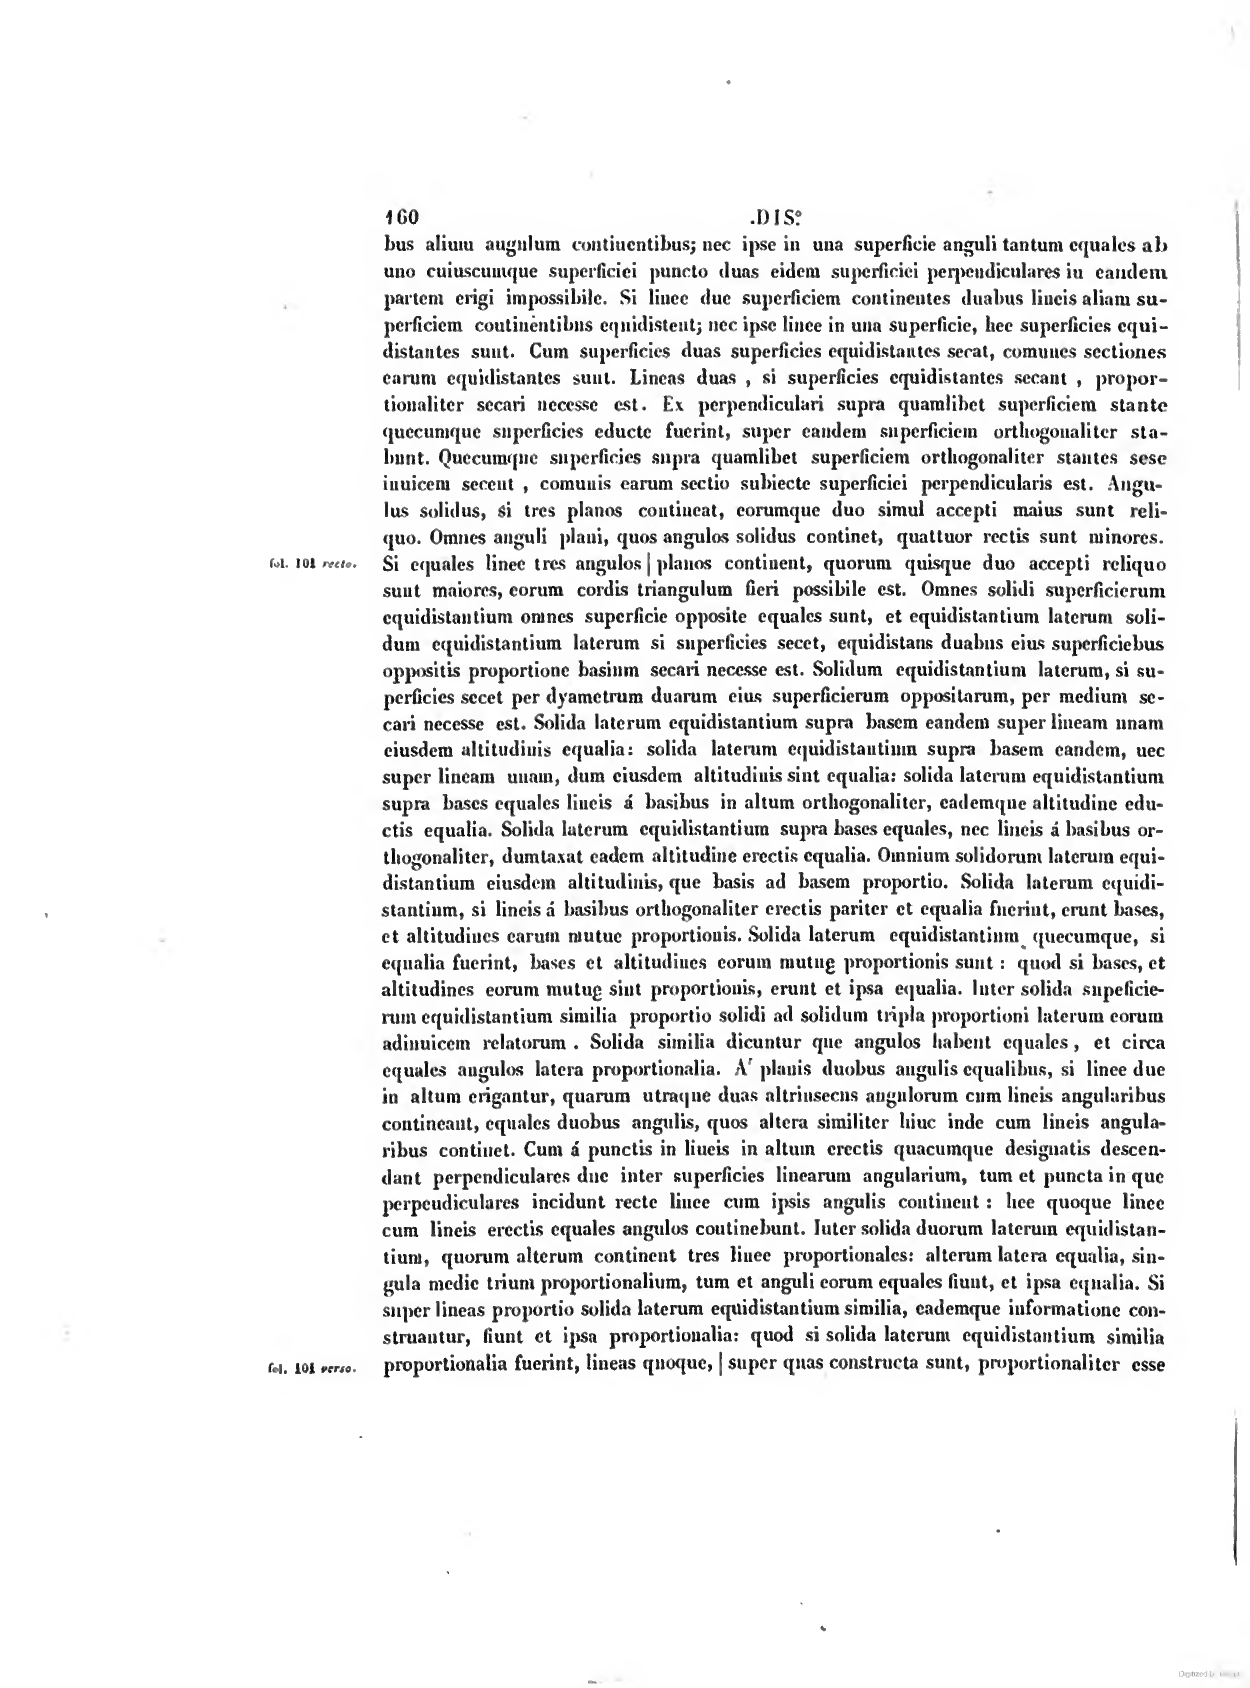 160 .DIS.º
bus alium angulum continentibus; nec ipse in una superficie anguli tantum equales ab
uno cuiuscumque superficiei puncto duas eidem superficiei perpendiculares in eandem
partem erigi impossibile. Si linee due superficiem continentes duabus lineis aliam su-
perficiem continentibus equidistent; nec ipse linee in una superficie, hec superficies equi-
distantes sunt. Cum superficies duas superficies equidistantes secat, comunes sectiones
earum equidistantes sunt. Lineas duas , si superficies equidistantes secant , propor-
tionaliter secari necesse est. Ex perpendiculari supra quamlibet superficiem stante
quecumque superficies educte fuerint, super eandem superficiem orthogonaliter sta-
bunt. Quecumque superficies supra quamlibet superficiem orthogonaliter stantes sese
inuicem secent , comunis earum sectio subiecte superficiei perpendicularis est. Angu-
lus solidus, si tres planos contineat, eorumque duo simul accepti maius sunt reli-
quo. Omnes anguli plani, quos angulos solidus continet, quattuor rectis sunt minores.
fol. 101 recto. Si equales linee tres angulos | planos continent, quorum quisque duo accepti reliquo
sunt maiores, eorum cordis triangulum fieri possibile est. Omnes solidi superficierum
equidistantium omnes superficie opposite equales sunt, et equidistantium laterum soli-
dum equidistantium laterum si superficies secet, equidistans duabus eius superficiebus
oppositis proportione basium secari necesse est. Solidum equidistantium laterum, si su-
perficies secet per dyametrum duarum eius superficierum oppositarum, per medium se-
cari necesse est. Solida laterum equidistantium supra basem eandem super lineam unam
eiusdem altitudinis equalia: solida laterum equidistantium supra basem eandem, nec
super lineam unam, dum eiusdem altitudinis sint equalia: solida laterum equidistantium
supra bases equales lineis á basibus in altum orthogonaliter, eademque altitudine edu-
ctis equalia. Solida laterum equidistantium supra bases equales, nec lineis á basibus or-
thogonaliter, dumtaxat eadem altitudine erectis equalia. Omnium solidorum laterum equi-
distantium eiusdem altitudinis, que basis ad basem proportio. Solida laterum equidi-
stantium, si lineis á basibus orthogonaliter erectis pariter et equalia fuerint, erunt bases,
et altitudines earum mutue proportionis. Solida laterum equidistantium quecumque, si
equalia fuerint, bases et altitudines eorum mutuę proportionis sunt : quod si bases, et
altitudines eorum mutuę sint proportionis, erunt et ipsa equalia. Inter solida supeficie-
rum equidistantium similia proportio solidi ad solidum tripla proportioni laterum eorum
adinuicem relatorum . Solida similia dicuntur que angulos habent equales , et circa
equales angulos latera proportionalia. Aʳ planis duobus angulis equalibus, si linee due
in altum erigantur, quarum utraque duas altrinsecus angulorum cum lineis angularibus
contineant, equales duobus angulis, quos altera similiter hinc inde cum lineis angula-
ribus continet. Cum á punctis in lineis in altum erectis quacumque designatis descen-
dant perpendiculares due inter superficies linearum angularium, tum et puncta in que
perpendiculares incidunt recte linee cum ipsis angulis continent : hee quoque linee
cum lineis erectis equales angulos continebunt. Inter solida duorum laterum equidistan-
tium, quorum alterum continent tres linee proportionales: alterum latera equalia, sin-
gula medie trium proportionalium, tum et anguli eorum equales fiunt, et ipsa equalia. Si
super lineas proportio solida laterum equidistantium similia, eademque informatione con-
struantur, fiunt et ipsa proportionalia: quod si solida laterum equidistantium similia
fol. 101 verso. proportionalia fuerint, lineas quoque, | super quas constructa sunt, proportionaliter esse